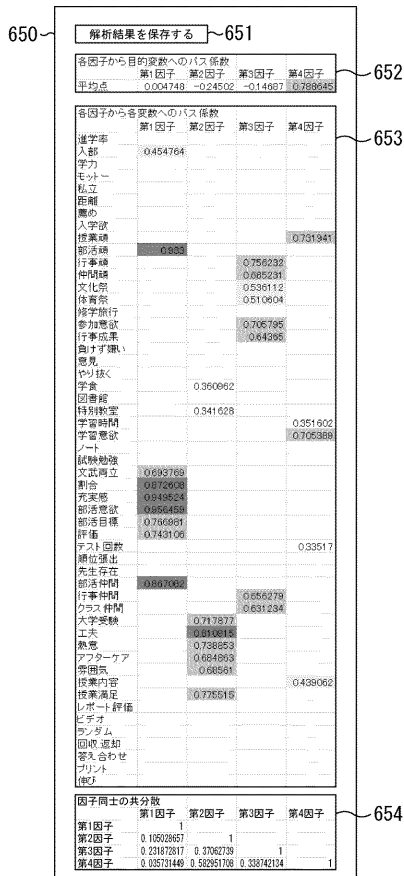 650
解析結果を保存する
651
各因子から目的変数へのパス係数
652
第1因子 第2因子 第3因子 第4因子
平均点 0.004748 -0.24502 -0.14687 0.788645
各因子から各変数へのパス係数
653
第1因子 第2因子 第3因子 第4因子
進学率
入部 0.454764
学力
モットー
私立
距離
薦め
入学欲
授業頑 0.731941
部活頑 0.933
行事頑 0.756232
仲間頑 0.685231
文化祭 0.536112
体育祭 0.510604
修学旅行
参加意欲 0.705795
行事成果 0.64365
負けず嫌い
意見
やり抜く
学食 0.360962
図書館
特別教室 0.341628
学習時間 0.351602
学習意欲 0.705389
ノート
試験勉強
文武両立 0.693769
割合 0.872608
充実感 0.949524
部活意欲 0.956459
部活目標 0.766981
評価 0.743106
テスト回数 0.33517
順位張出
先生存在
部活仲間 0.867062
行事仲間 0.656279
クラス仲間 0.631234
大学受験 0.717877
工夫 0.810815
熱意 0.738853
アフターケア 0.684863
雰囲気 0.68561
授業内容 0.439062
授業満足 0.775515
レポート評価
ビデオ
ランダム
回収返却
答え合わせ
プリント
伸び
因子同士の共分散
654
第1因子 第2因子 第3因子 第4因子
第1因子 1
第2因子 0.105028657 1
第3因子 0.231872817 0.37062739 1
第4因子 0.035731449 0.582951708 0.338742134 1